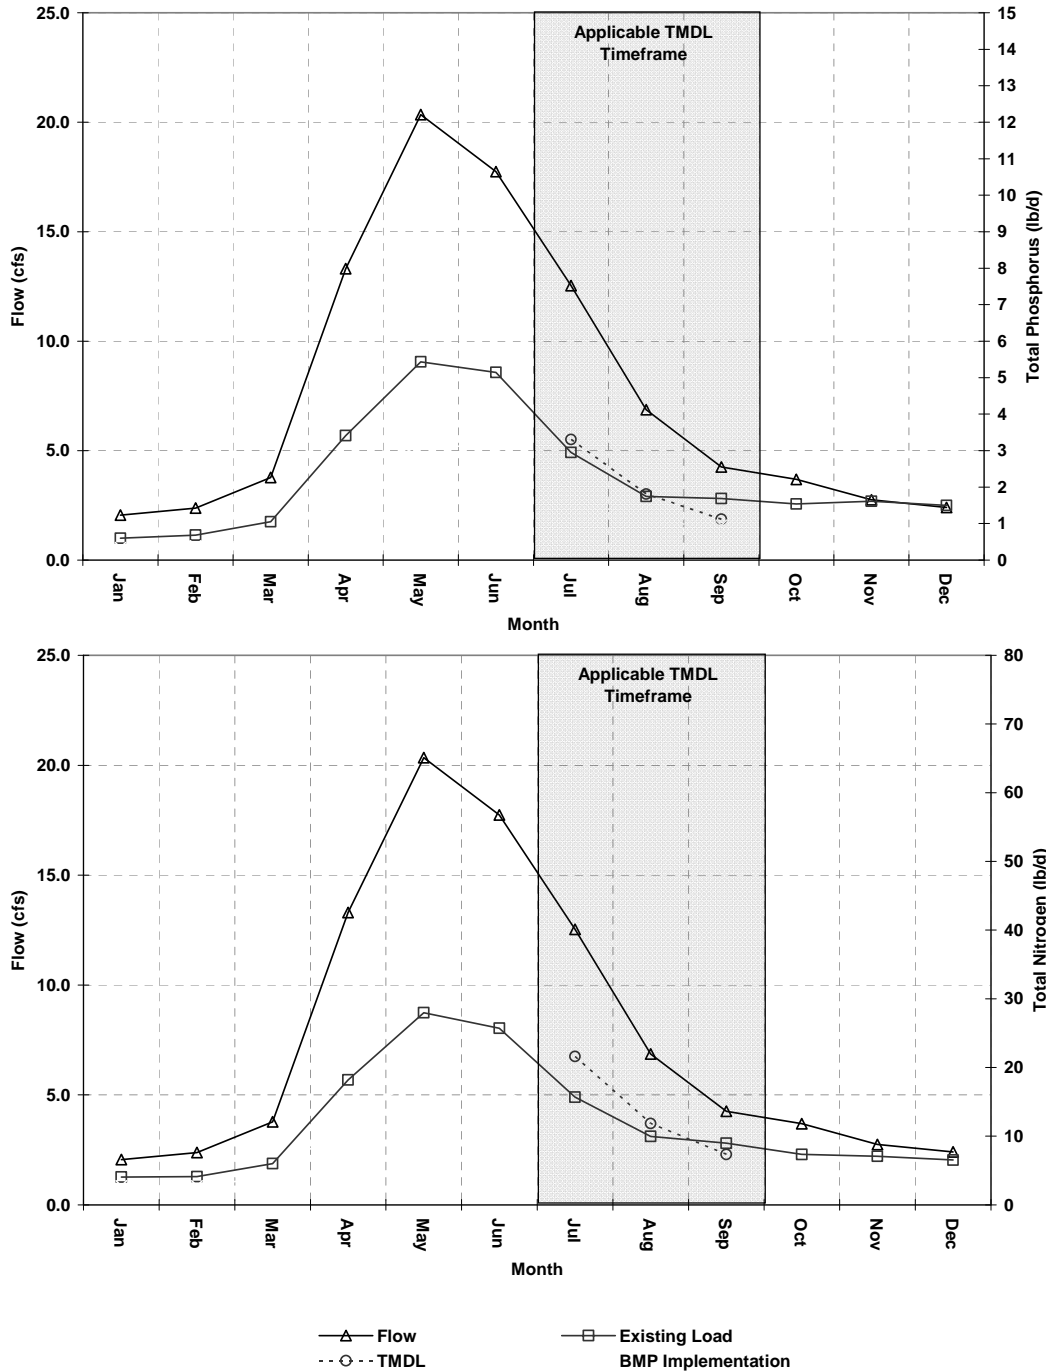 Applicable TMDL
Timeframe
25.0
20.0
15.0
10.0
5.0
0.0
Flow (cfs)
15
14
13
12
11
10
9
8
7
6
5
4
3
2
1
0
Total Phosphorus (lb/d)
Jan
Feb
Mar
Apr
May
Jun
Jul
Aug
Sep
Oct
Nov
Dec
Month
Applicable TMDL
Timeframe
25.0
20.0
15.0
10.0
5.0
0.0
Flow (cfs)
80
70
60
50
40
30
20
10
0
Total Nitrogen (lb/d)
Jan
Feb
Mar
Apr
May
Jun
Jul
Aug
Sep
Oct
Nov
Dec
Month
Flow
Existing Load
TMDL
BMP Implementation